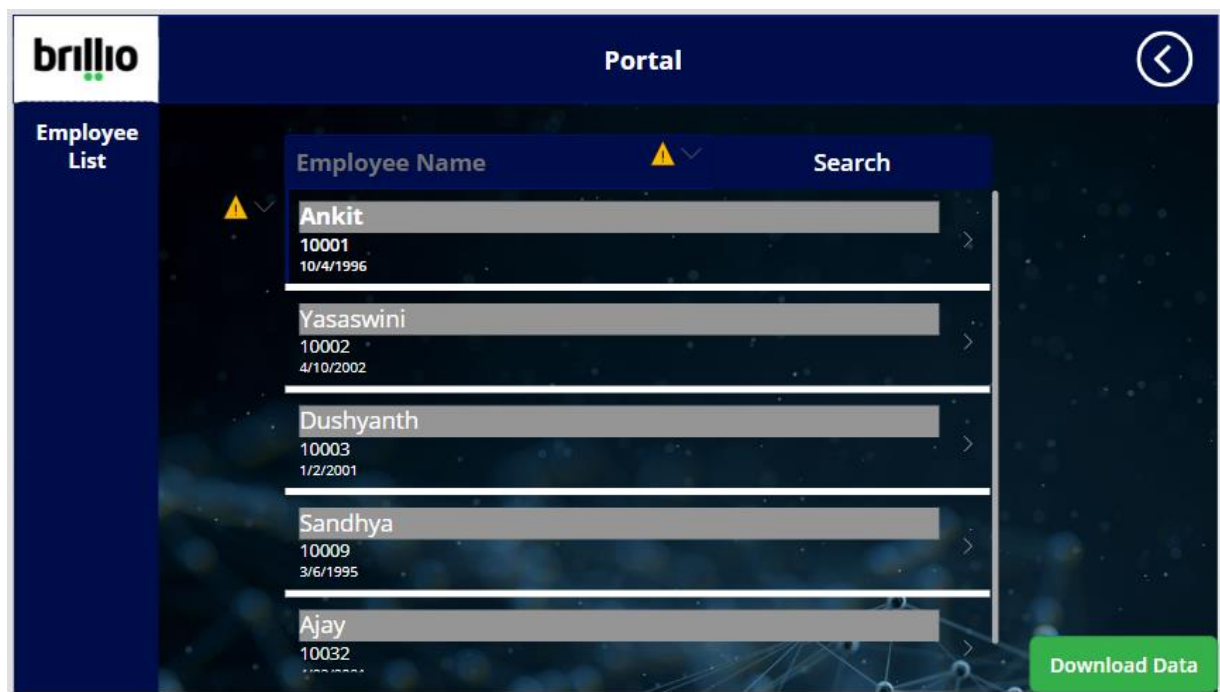 brillio
Portal
Employee
List
Employee Name
Search
Ankit
10001
10/4/1996
Yasaswini
10002
4/10/2002
Dushyanth
10003
1/2/2001
Sandhya
10009
3/6/1995
Ajay
10032
Download Data